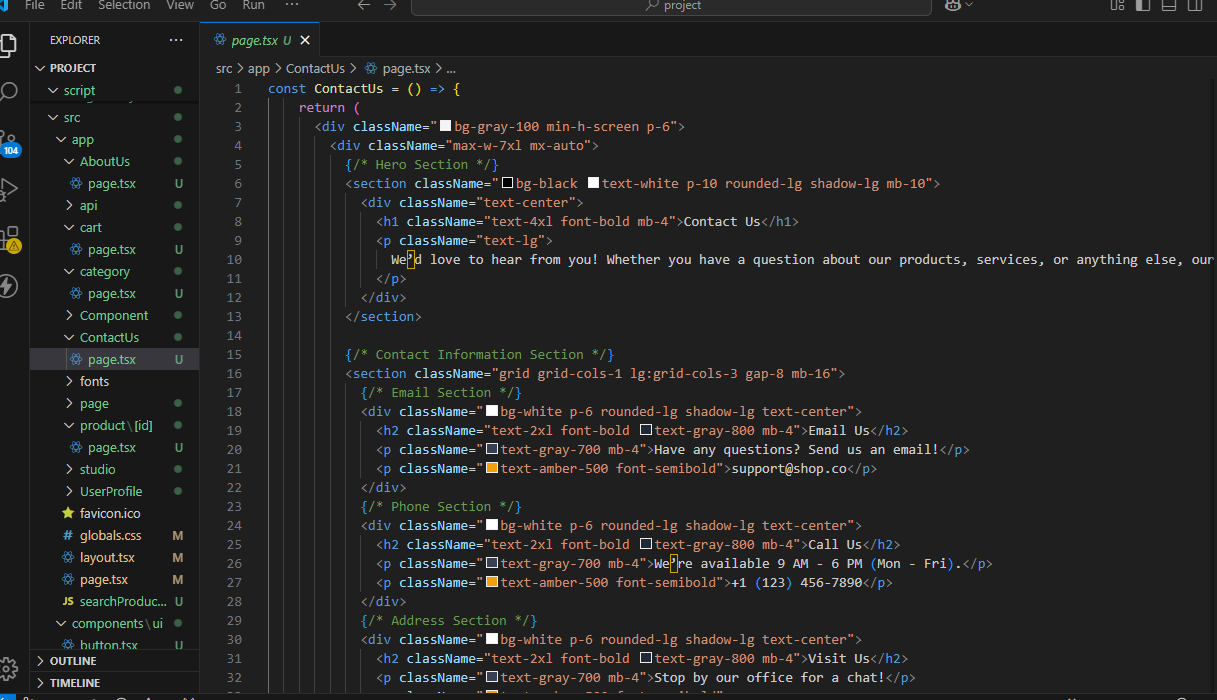 File Edit Selection View Go Run ···
project
EXPLORER ···
page.tsx U
PROJECT
src > app > ContactUs > page.tsx > ...
script
src
app
AboutUs
page.tsx U
api
cart
page.tsx U
category
page.tsx U
Component
ContactUs
page.tsx U
fonts
page
product\[id]
page.tsx U
studio
UserProfile
favicon.ico
# globals.css M
layout.tsx M
page.tsx M
JS searchProduc... U
components\ui
button.tsx U
OUTLINE
TIMELINE
104
1 const ContactUs = () => {
2 return (
3 <div className="bg-gray-100 min-h-screen p-6">
4 <div className="max-w-7xl mx-auto">
5 {/* Hero Section */}
6 <section className="bg-black text-white p-10 rounded-lg shadow-lg mb-10">
7 <div className="text-center">
8 <h1 className="text-4xl font-bold mb-4">Contact Us</h1>
9 <p className="text-lg">
10 We’d love to hear from you! Whether you have a question about our products, services, or anything else, our
11 </p>
12 </div>
13 </section>
14
15 {/* Contact Information Section */}
16 <section className="grid grid-cols-1 lg:grid-cols-3 gap-8 mb-16">
17 {/* Email Section */}
18 <div className="bg-white p-6 rounded-lg shadow-lg text-center">
19 <h2 className="text-2xl font-bold text-gray-800 mb-4">Email Us</h2>
20 <p className="text-gray-700 mb-4">Have any questions? Send us an email!</p>
21 <p className="text-amber-500 font-semibold">support@shop.co</p>
22 </div>
23 {/* Phone Section */}
24 <div className="bg-white p-6 rounded-lg shadow-lg text-center">
25 <h2 className="text-2xl font-bold text-gray-800 mb-4">Call Us</h2>
26 <p className="text-gray-700 mb-4">We’re available 9 AM - 6 PM (Mon - Fri).</p>
27 <p className="text-amber-500 font-semibold">+1 (123) 456-7890</p>
28 </div>
29 {/* Address Section */}
30 <div className="bg-white p-6 rounded-lg shadow-lg text-center">
31 <h2 className="text-2xl font-bold text-gray-800 mb-4">Visit Us</h2>
32 <p className="text-gray-700 mb-4">Stop by our office for a chat!</p>